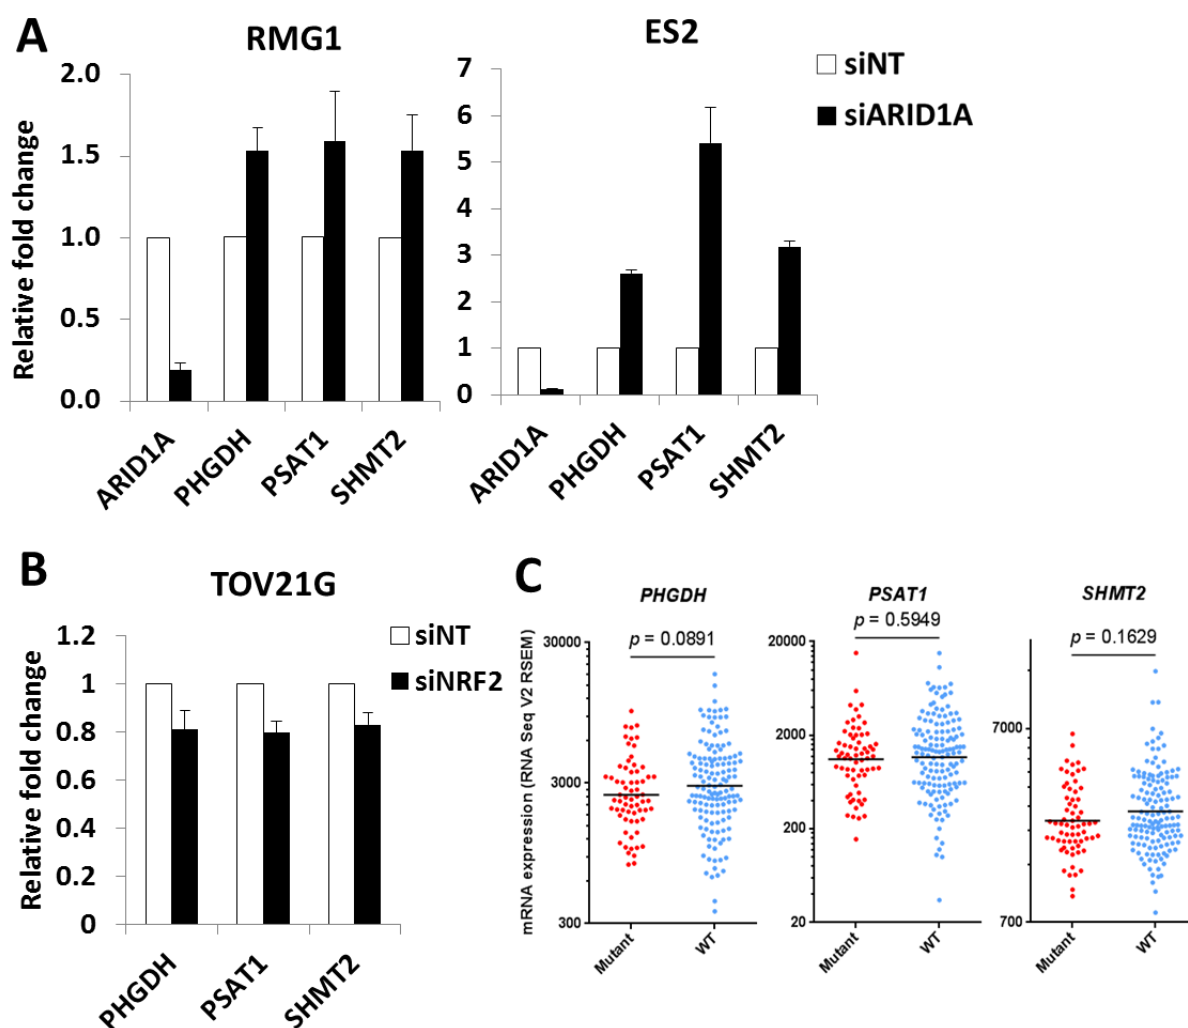 A
RMG1
ES2
siNT
siARID1A
Relative fold change
2.0
1.5
1.0
0.5
0.0
7
6
5
4
3
2
1
0
ARID1A
PHGDH
PSAT1
SHMT2
ARID1A
PHGDH
PSAT1
SHMT2
B
TOV21G
siNT
siNRF2
Relative fold change
1.2
1
0.8
0.6
0.4
0.2
0
PHGDH
PSAT1
SHMT2
C
mRNA expression (RNA Seq V2 RSEM)
PHGDH
p = 0.0891
30000
3000
300
Mutant
WT
PSAT1
p = 0.5949
20000
2000
200
20
Mutant
WT
SHMT2
p = 0.1629
7000
700
Mutant
WT